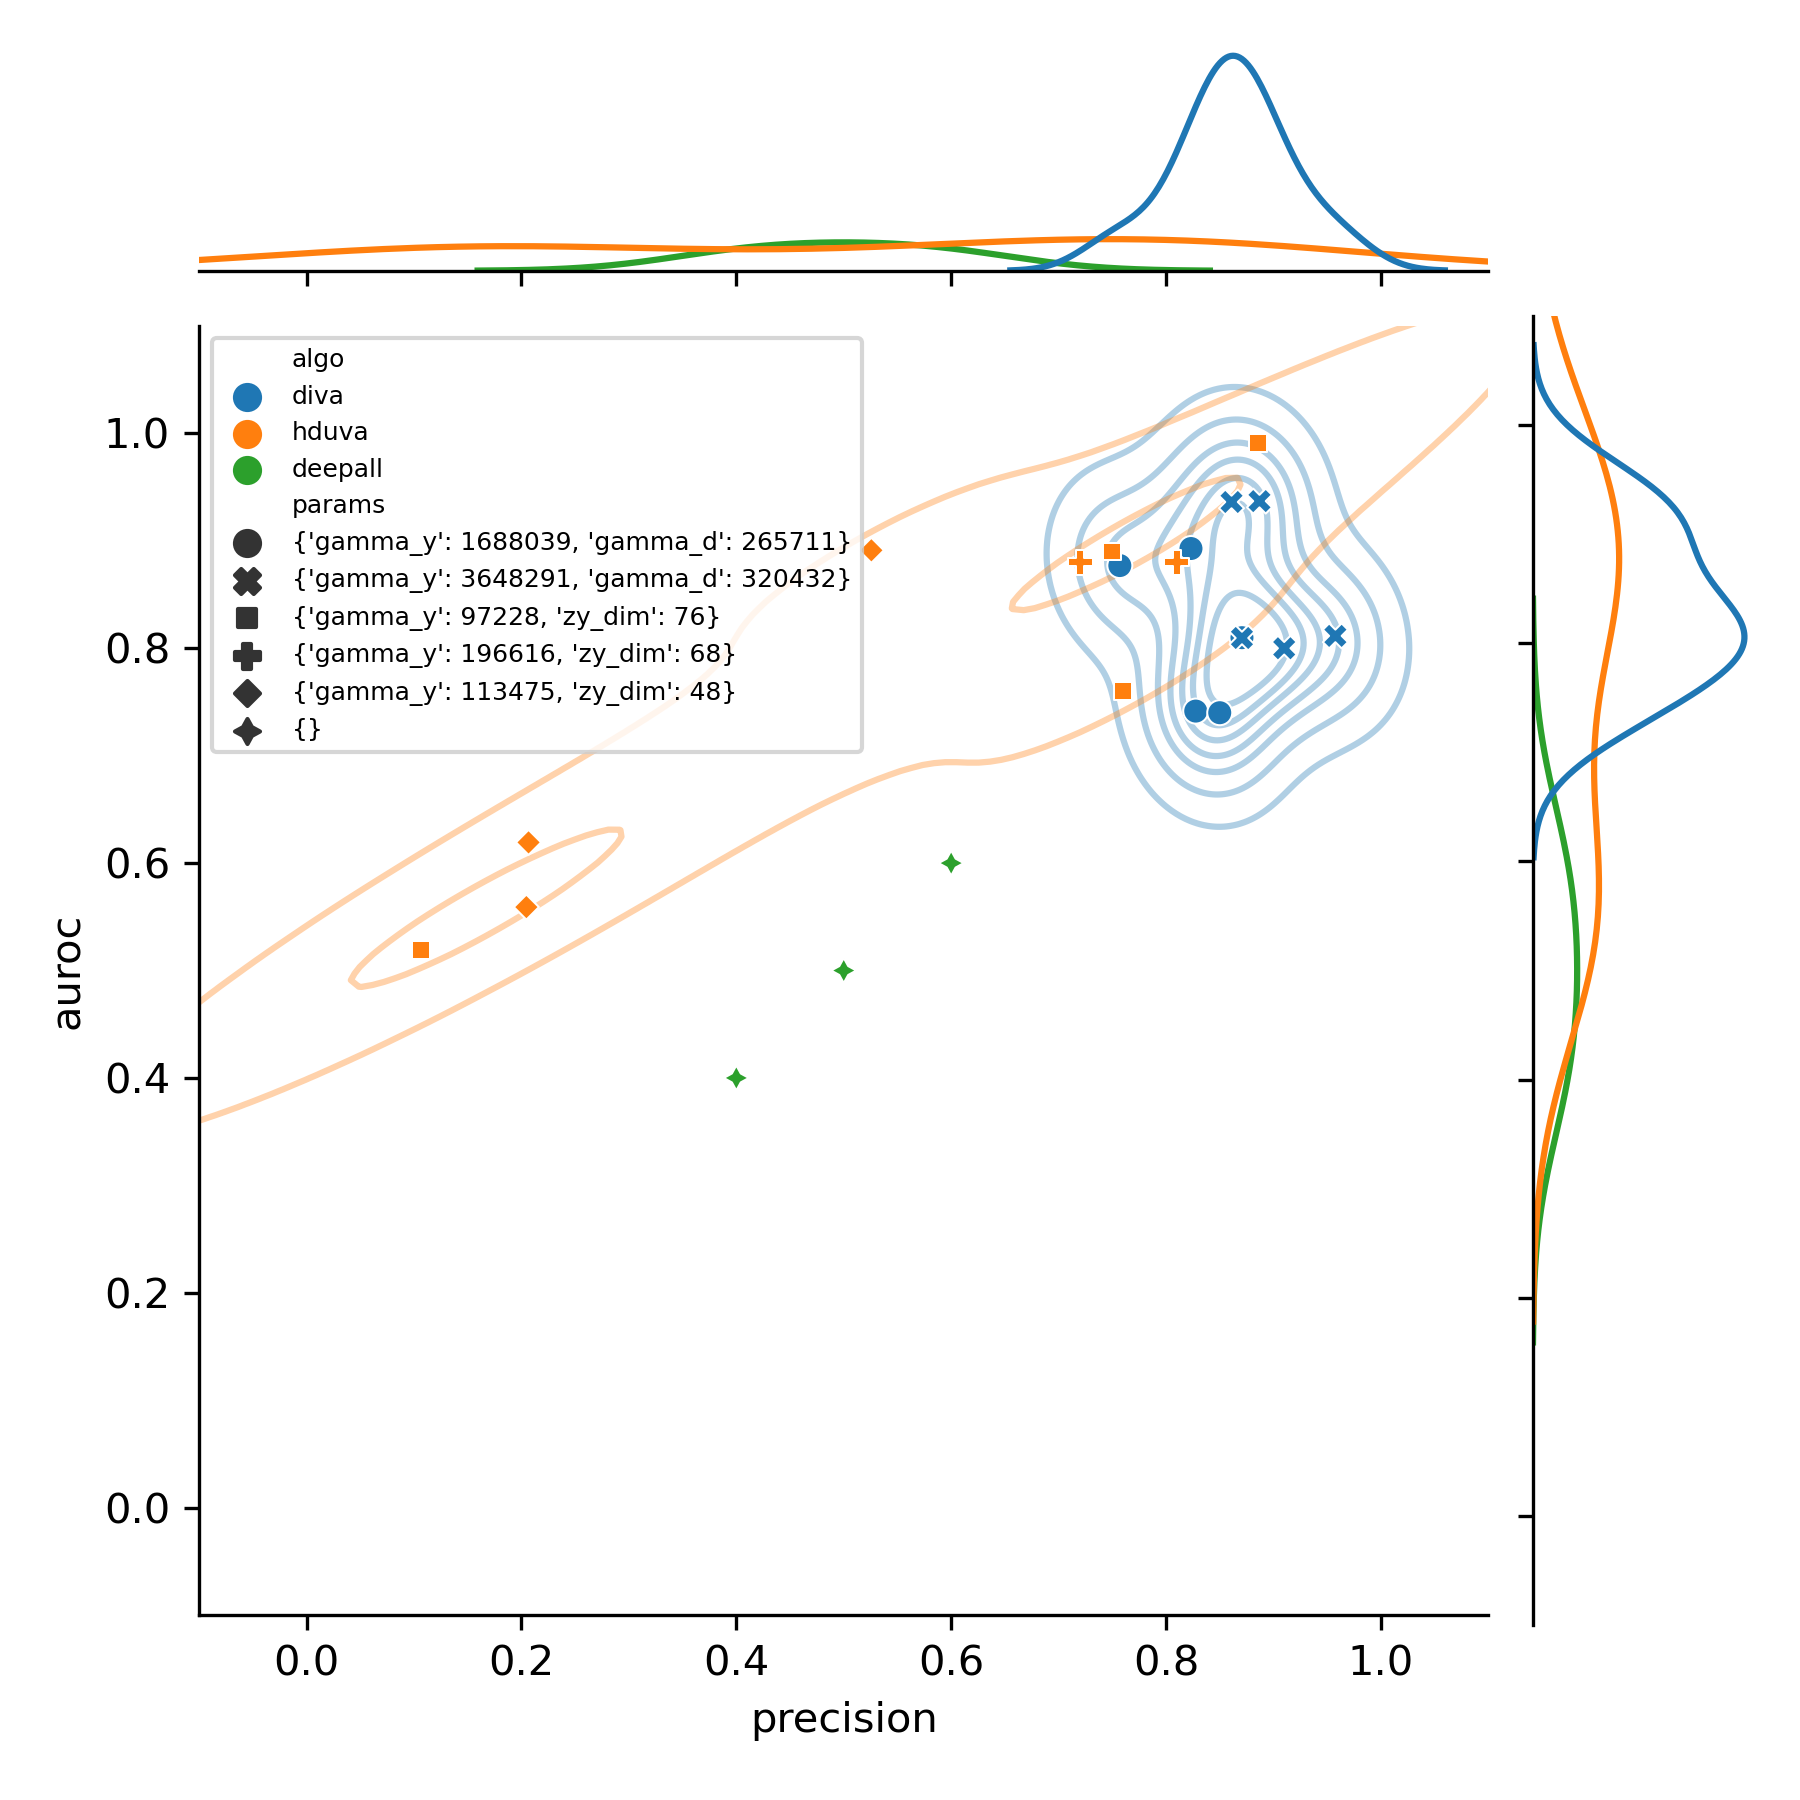 algo
diva
hduva
deepall
params
{'gamma_y': 1688039, 'gamma_d': 265711}
{'gamma_y': 3648291, 'gamma_d': 320432}
{'gamma_y': 97228, 'zy_dim': 76}
{'gamma_y': 196616, 'zy_dim': 68}
{'gamma_y': 113475, 'zy_dim': 48}
{}
1.0
0.8
0.6
0.4
0.2
0.0
auroc
0.0 0.2 0.4 0.6 0.8 1.0
precision